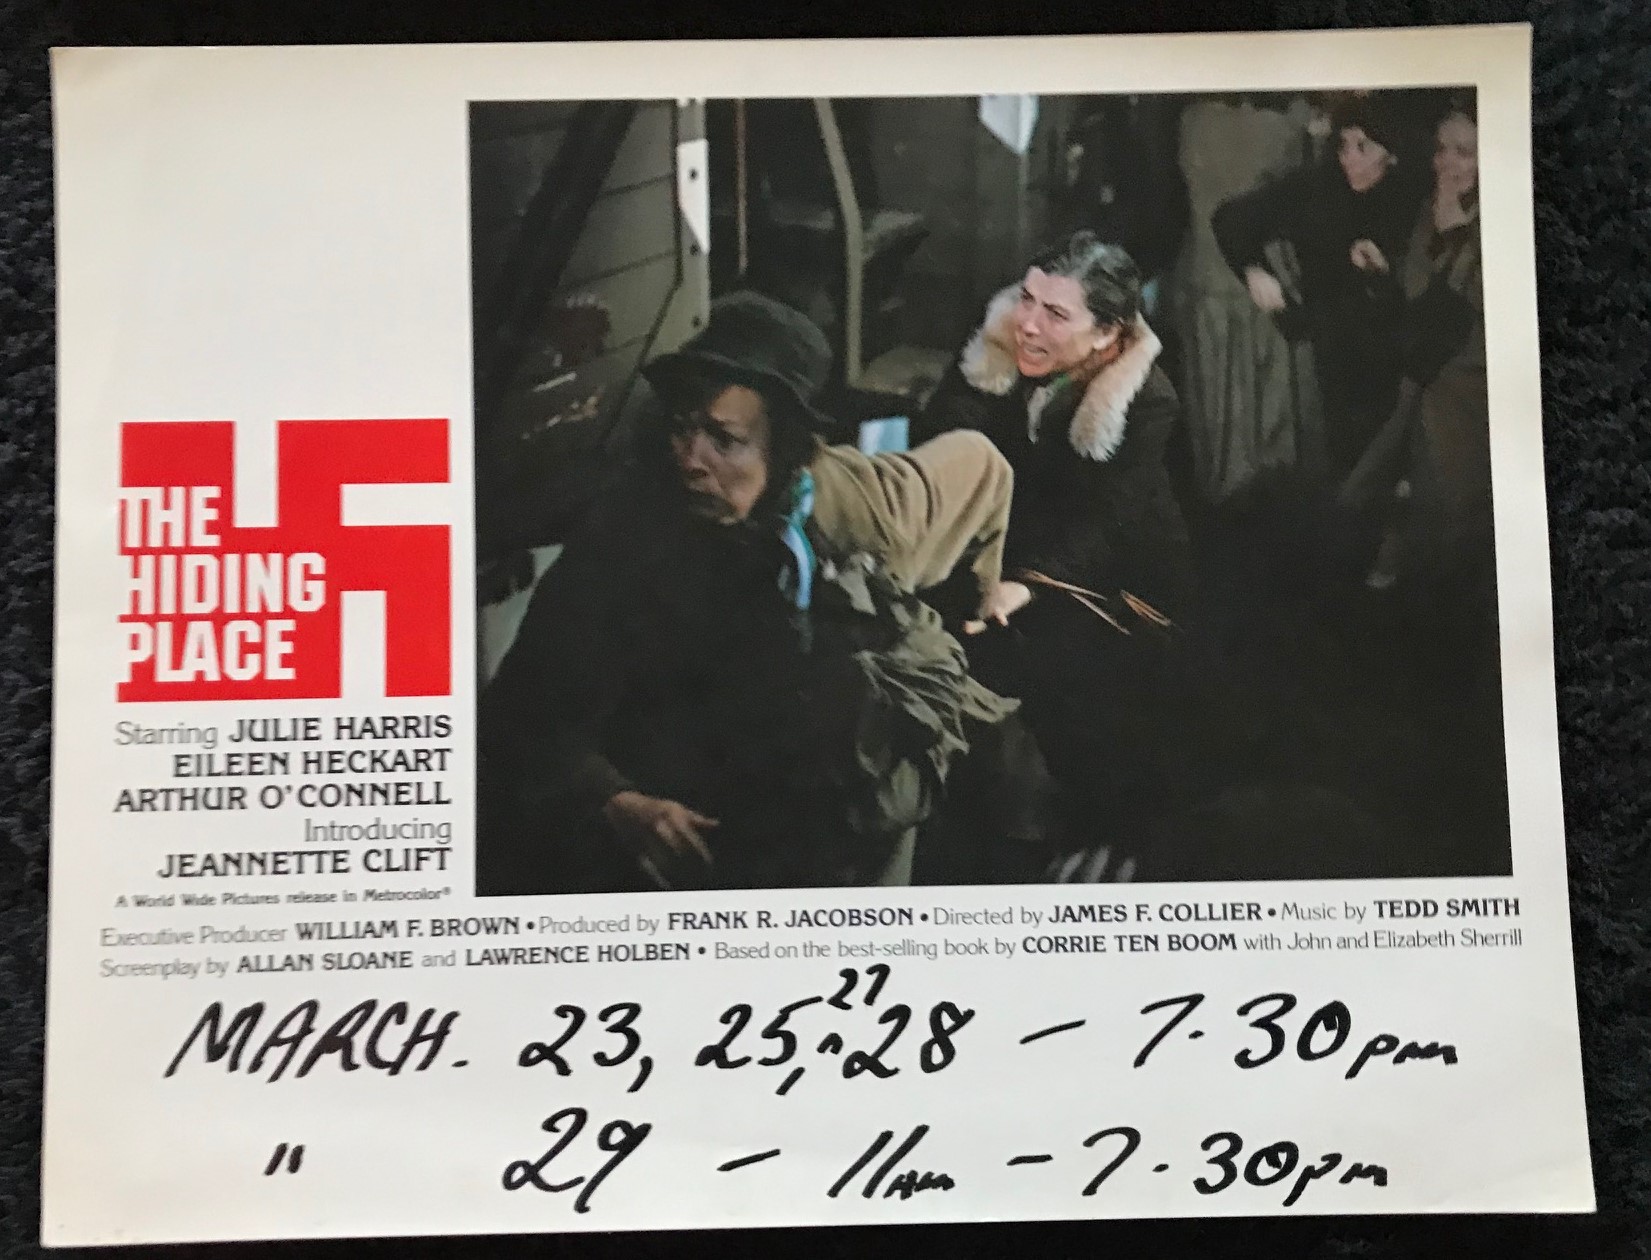 THE
HIDING
PLACE
Starring JULIE HARRIS
EILEEN HECKART
ARTHUR O'CONNELL
Introducing
JEANNETTE CLIFT
A World Wide Pictures release in Metrocolor®
Executive Producer WILLIAM F. BROWN • Produced by FRANK R. JACOBSON • Directed by JAMES F. COLLIER • Music by TEDD SMITH
Screenplay by ALLAN SLOANE and LAWRENCE HOLBEN • Based on the best-selling book by CORRIE TEN BOOM with John and Elizabeth Sherrill
MARCH. 23, 25, 27, 28 – 7.30pm
" 29 – 11am – 7.30pm